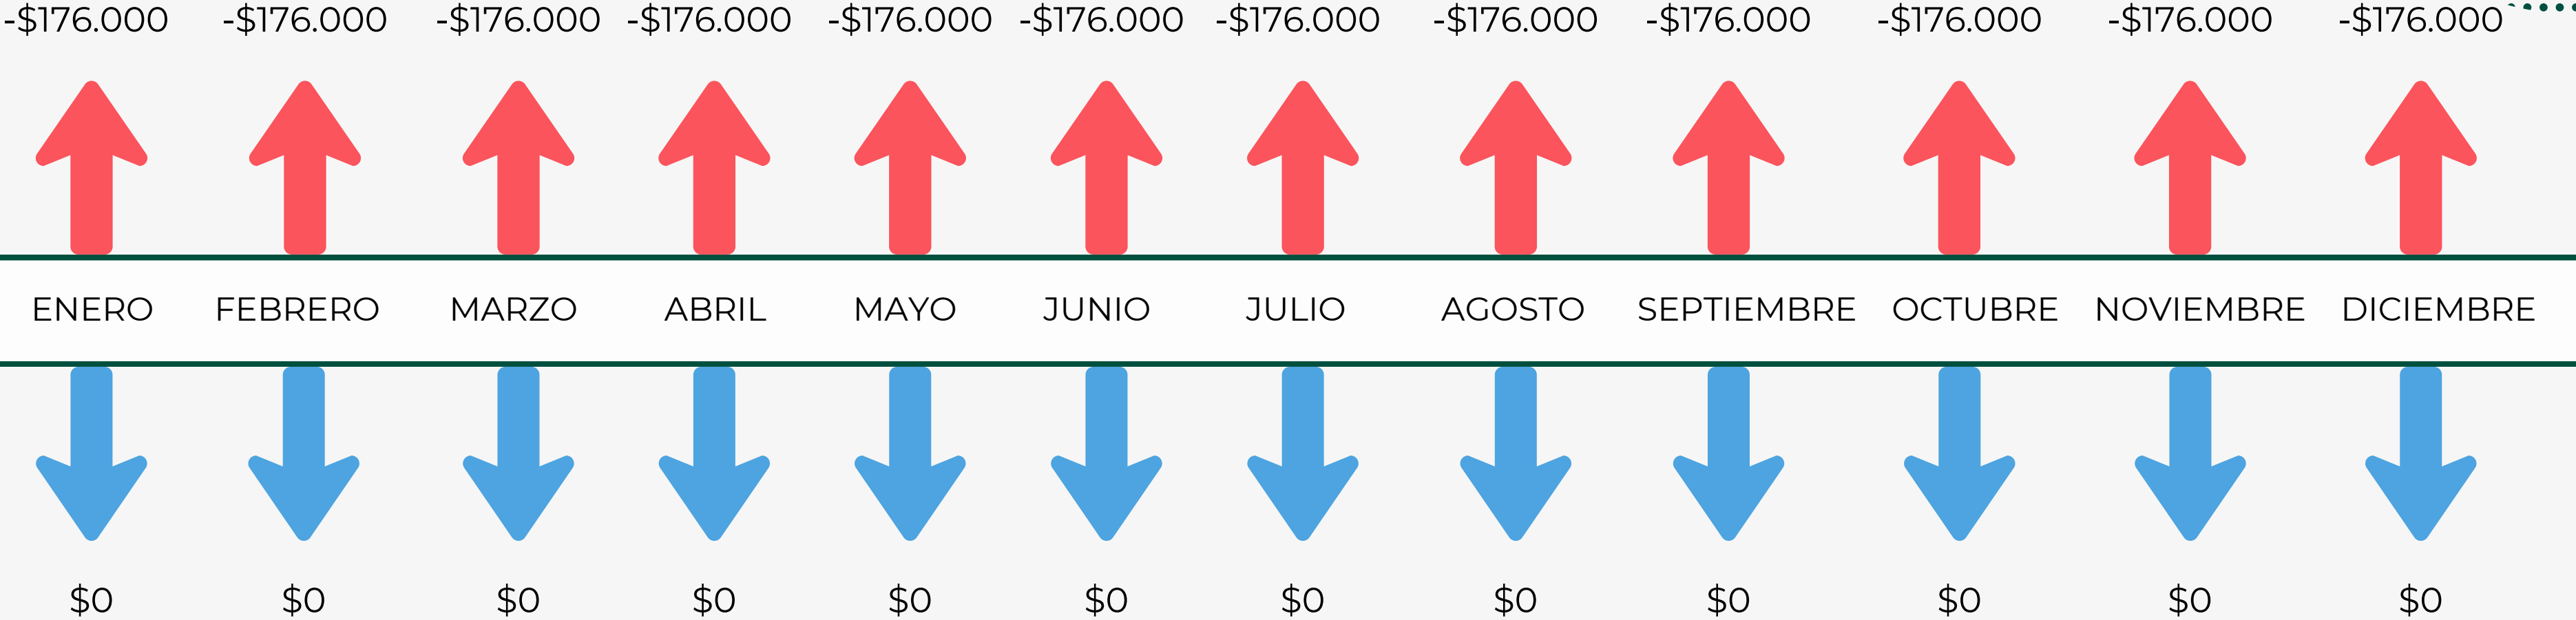 -$176.000 -$176.000 -$176.000 -$176.000 -$176.000 -$176.000 -$176.000 -$176.000 -$176.000 -$176.000 -$176.000 -$176.000
ENERO FEBRERO MARZO ABRIL MAYO JUNIO JULIO AGOSTO SEPTIEMBRE OCTUBRE NOVIEMBRE DICIEMBRE
$0 $0 $0 $0 $0 $0 $0 $0 $0 $0 $0 $0